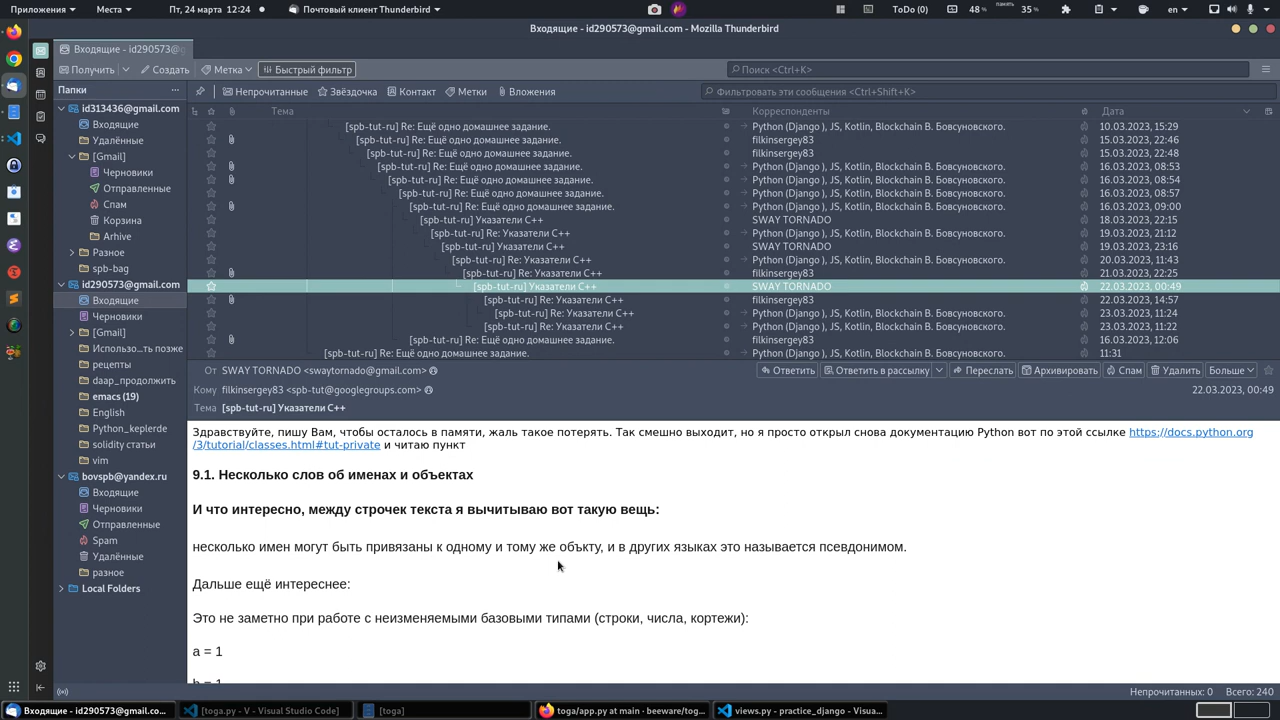 Приложения Места Пт, 24 марта 12:24 Почтовый клиент Thunderbird ToDo (0) 48 % память 35 % en
Входящие - id290573@gmail.com - Mozilla Thunderbird
Входящие - id290573@g
Получить Создать Метка Быстрый фильтр Поиск <Ctrl+K>
Папки ··· Непрочитанные Звёздочка Контакт Метки Вложения Фильтровать эти сообщения <Ctrl+Shift+K>
Тема Корреспонденты Дата
id313436@gmail.com
Входящие
Удалённые
[Gmail]
Черновики
Отправленные
Спам
Корзина
Arhive
Разное
spb-bag
id290573@gmail.com
Входящие
Черновики
[Gmail]
Использо...ть позже
рецепты
daap_продолжить
emacs (19)
English
Python_keplerde
solidity статьи
vim
bovspb@yandex.ru
Входящие
Черновики
Отправленные
Spam
Удалённые
разное
Local Folders
[spb-tut-ru] Re: Ещё одно домашнее задание. Python (Django ), JS, Kotlin, Blockchain В. Бовсуновского. 10.03.2023, 15:29
[spb-tut-ru] Re: Ещё одно домашнее задание. filkinsergey83 15.03.2023, 22:46
[spb-tut-ru] Re: Ещё одно домашнее задание. filkinsergey83 15.03.2023, 22:48
[spb-tut-ru] Re: Ещё одно домашнее задание. Python (Django ), JS, Kotlin, Blockchain В. Бовсуновского. 16.03.2023, 08:53
[spb-tut-ru] Re: Ещё одно домашнее задание. Python (Django ), JS, Kotlin, Blockchain В. Бовсуновского. 16.03.2023, 08:54
[spb-tut-ru] Re: Ещё одно домашнее задание. Python (Django ), JS, Kotlin, Blockchain В. Бовсуновского. 16.03.2023, 08:57
[spb-tut-ru] Re: Ещё одно домашнее задание. Python (Django ), JS, Kotlin, Blockchain В. Бовсуновского. 16.03.2023, 09:00
[spb-tut-ru] Указатели С++ SWAY TORNADO 18.03.2023, 22:15
[spb-tut-ru] Re: Указатели С++ Python (Django ), JS, Kotlin, Blockchain В. Бовсуновского. 19.03.2023, 21:12
[spb-tut-ru] Указатели С++ SWAY TORNADO 19.03.2023, 23:16
[spb-tut-ru] Re: Указатели С++ Python (Django ), JS, Kotlin, Blockchain В. Бовсуновского. 20.03.2023, 11:43
[spb-tut-ru] Re: Указатели С++ filkinsergey83 21.03.2023, 22:25
[spb-tut-ru] Указатели С++ SWAY TORNADO 22.03.2023, 00:49
[spb-tut-ru] Re: Указатели С++ filkinsergey83 22.03.2023, 14:57
[spb-tut-ru] Re: Указатели С++ Python (Django ), JS, Kotlin, Blockchain В. Бовсуновского. 23.03.2023, 11:24
[spb-tut-ru] Re: Указатели С++ Python (Django ), JS, Kotlin, Blockchain В. Бовсуновского. 23.03.2023, 11:22
[spb-tut-ru] Re: Ещё одно домашнее задание. filkinsergey83 16.03.2023, 12:06
[spb-tut-ru] Re: Ещё одно домашнее задание. Python (Django ), JS, Kotlin, Blockchain В. Бовсуновского. 11:31
От SWAY TORNADO <swaytornado@gmail.com> Ответить Ответить в рассылку Переслать Архивировать Спам Удалить Больше
Кому filkinsergey83 <spb-tut@googlegroups.com> 22.03.2023, 00:49
Тема [spb-tut-ru] Указатели С++
Здравствуйте, пишу Вам, чтобы осталось в памяти, жаль такое потерять. Так смешно выходит, но я просто открыл снова документацию Python вот по этой ссылке https://docs.python.org
/3/tutorial/classes.html#tut-private и читаю пункт
9.1. Несколько слов об именах и объектах
И что интересно, между строчек текста я вычитываю вот такую вещь:
несколько имен могут быть привязаны к одному и тому же объкту, и в других языках это называется псевдонимом.
Дальше ещё интереснее:
Это не заметно при работе с неизменяемыми базовыми типами (строки, числа, кортежи):
a = 1
b = 1
Непрочитанных: 0 Всего: 240
Входящие - id290573@gmail.co... [toga.py - V - Visual Studio Code] [toga] toga/app.py at main · beeware/tog... views.py - practice_django - Visua...